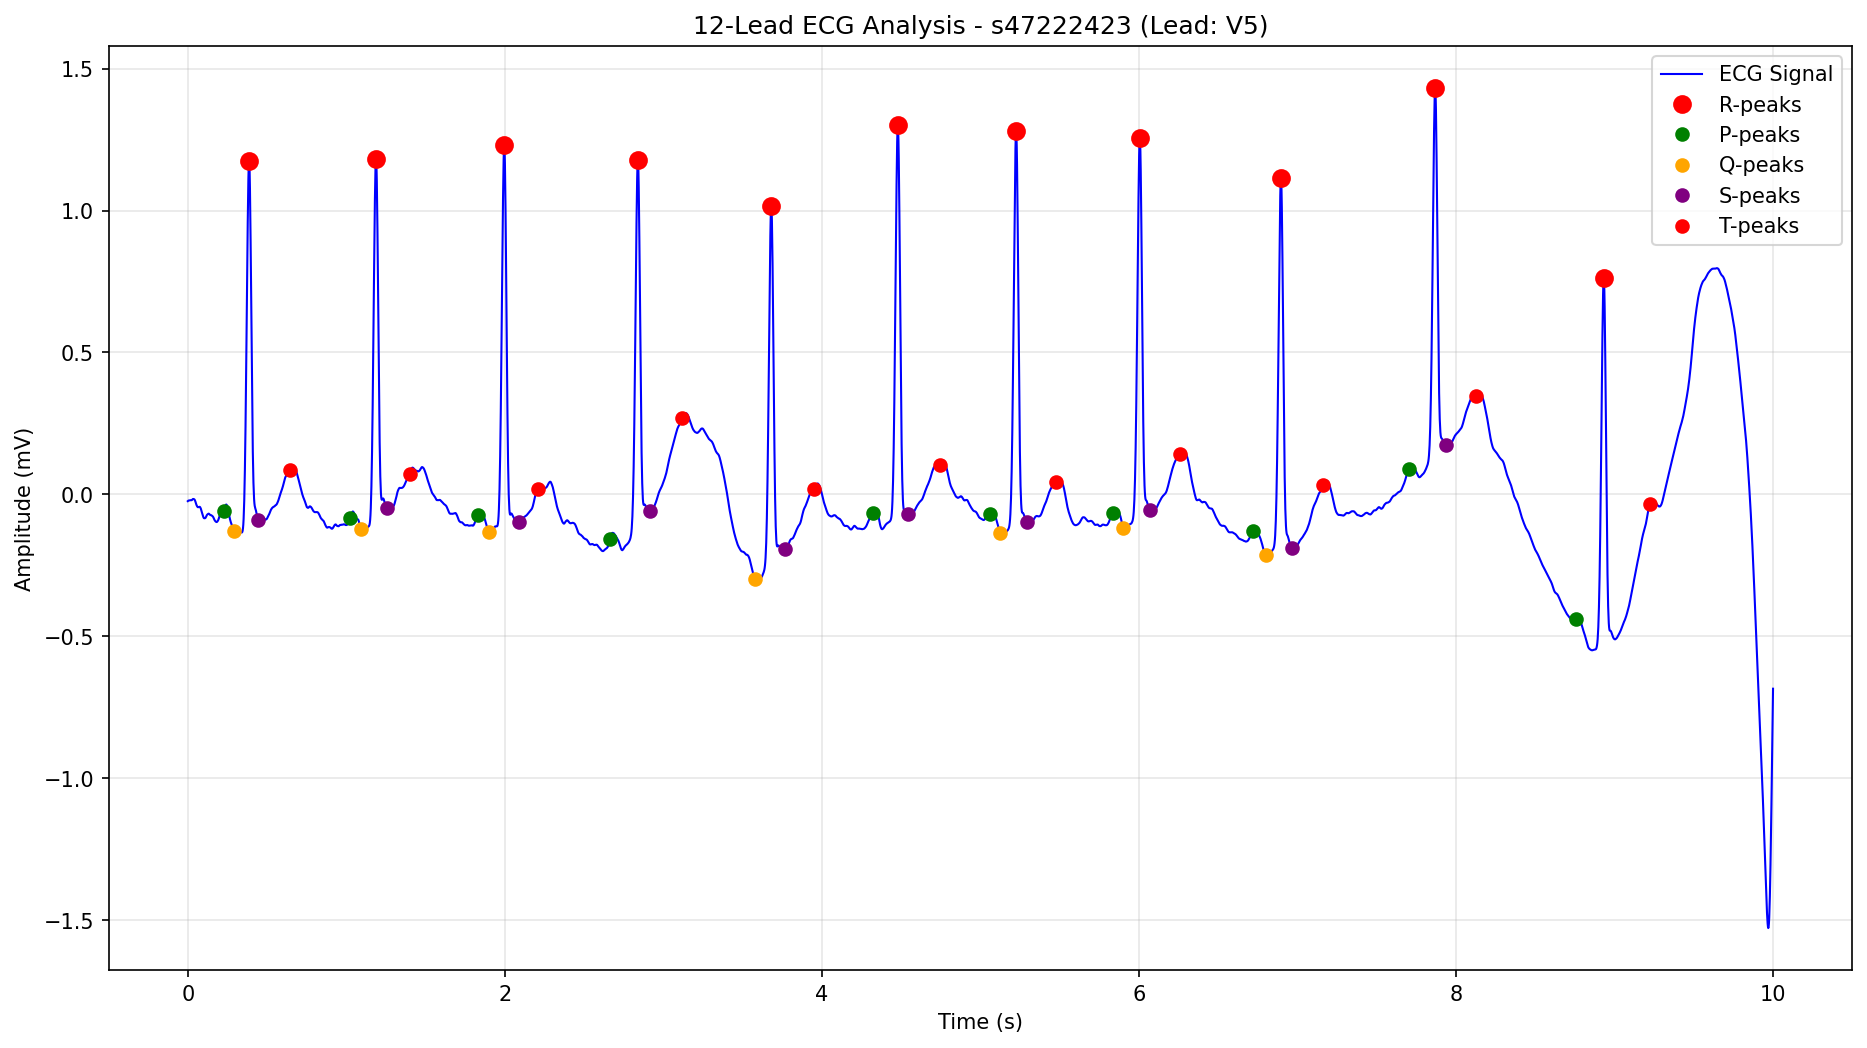 12-Lead ECG Analysis - s47222423 (Lead: V5)
ECG Signal
R-peaks
P-peaks
Q-peaks
S-peaks
T-peaks
1.5
1.0
0.5
0.0
−0.5
−1.0
−1.5
Amplitude (mV)
0 2 4 6 8 10
Time (s)